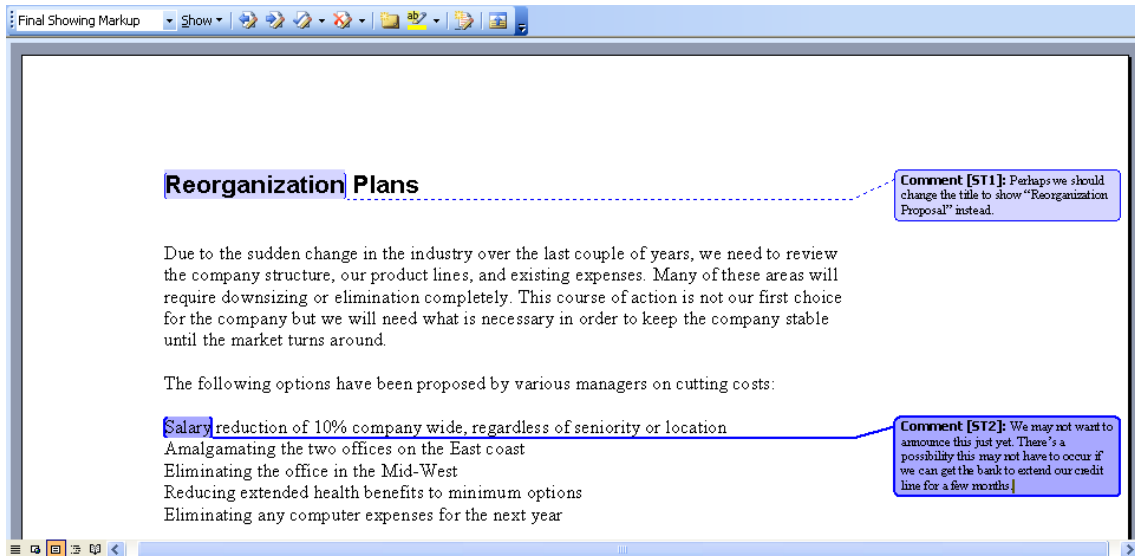 Final Showing Markup Show
Reorganization Plans
Comment [ST1]: Perhaps we should
change the title to show “Reorganization
Proposal” instead.
Due to the sudden change in the industry over the last couple of years, we need to review
the company structure, our product lines, and existing expenses. Many of these areas will
require downsizing or elimination completely. This course of action is not our first choice
for the company but we will need what is necessary in order to keep the company stable
until the market turns around.
The following options have been proposed by various managers on cutting costs:
Salary reduction of 10% company wide, regardless of seniority or location
Amalgamating the two offices on the East coast
Eliminating the office in the Mid-West
Reducing extended health benefits to minimum options
Eliminating any computer expenses for the next year
Comment [ST2]: We may not want to
announce this just yet. There’s a
possibility this may not have to occur if
we can get the bank to extend our credit
line for a few months.